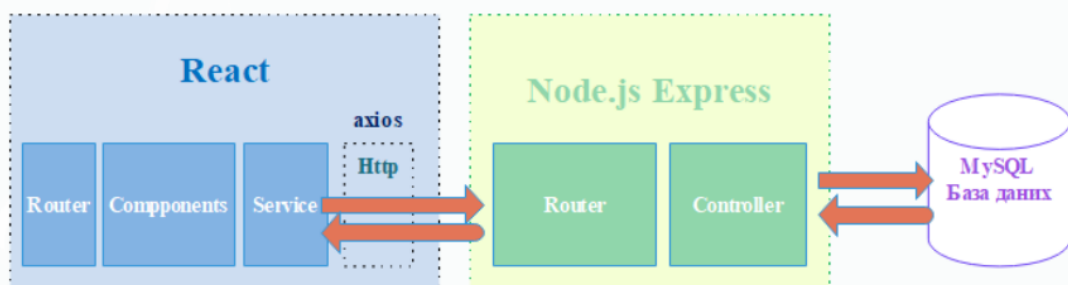 React
Node.js Express
axios
Http
Router
Compponents
Service
Router
Controller
MySQL
База даних